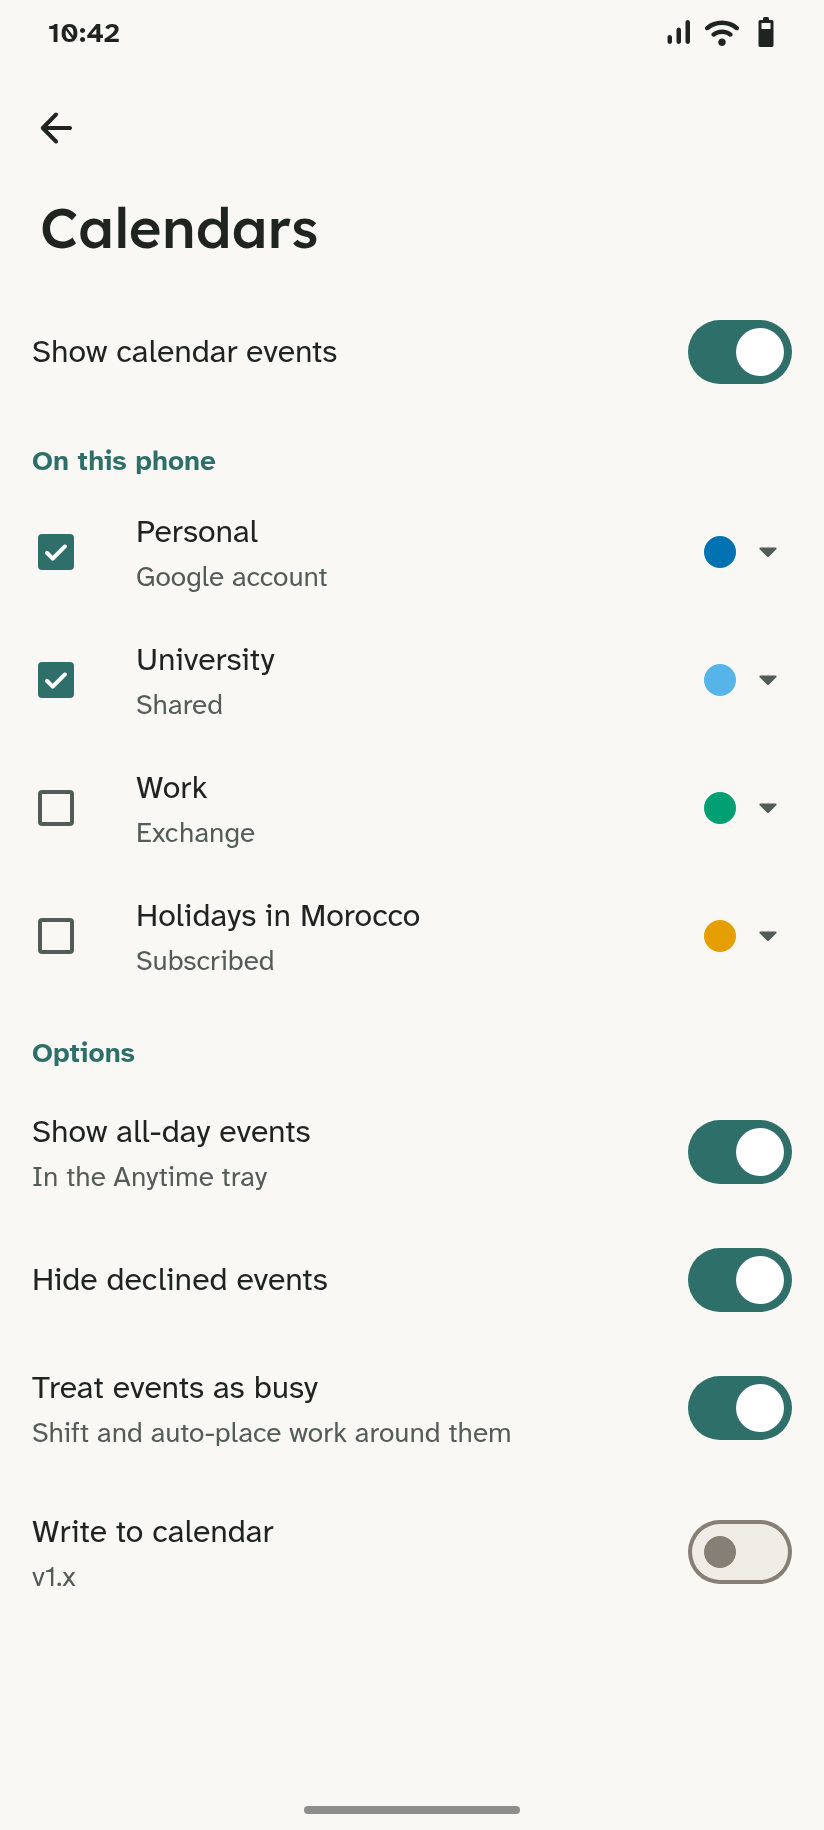 10:42
Calendars
Show calendar events
On this phone
Personal
Google account
University
Shared
Work
Exchange
Holidays in Morocco
Subscribed
Options
Show all-day events
In the Anytime tray
Hide declined events
Treat events as busy
Shift and auto-place work around them
Write to calendar
v1.x